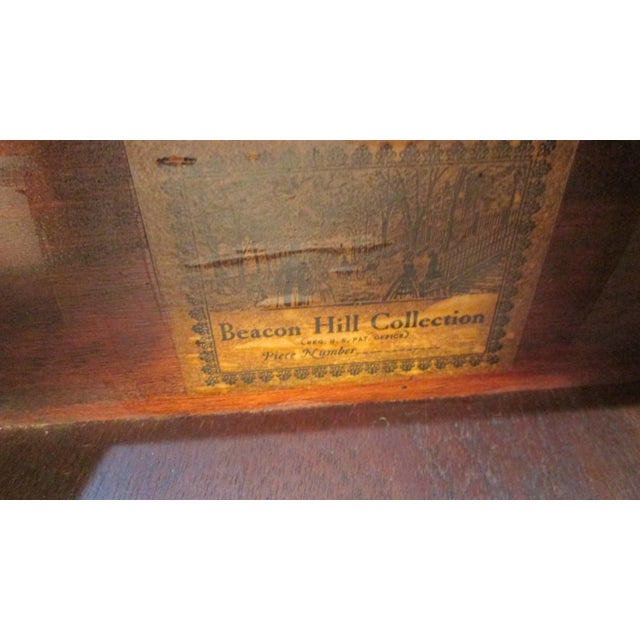 Beacon Hill Collection
(REG. U. S. PAT. OFFICE)
Piece Number